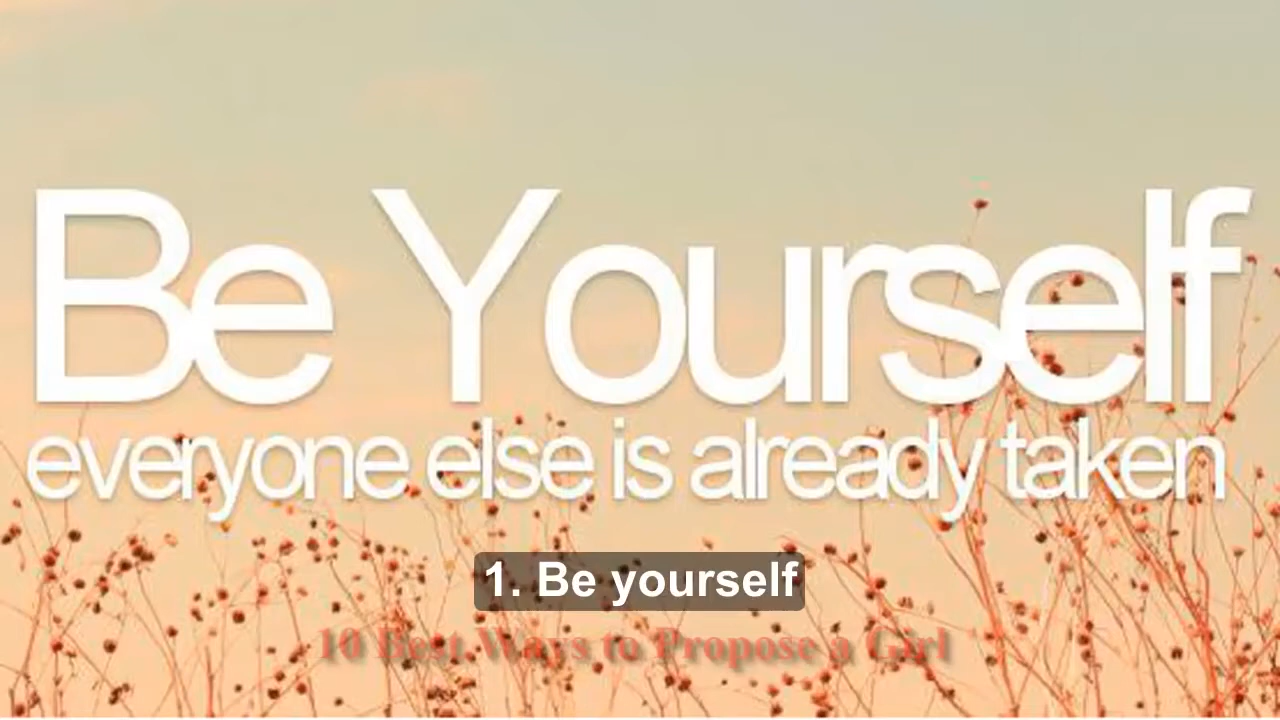 Be Yourself
everyone else is already taken
1. Be yourself
10 Best Ways to Propose a Girl